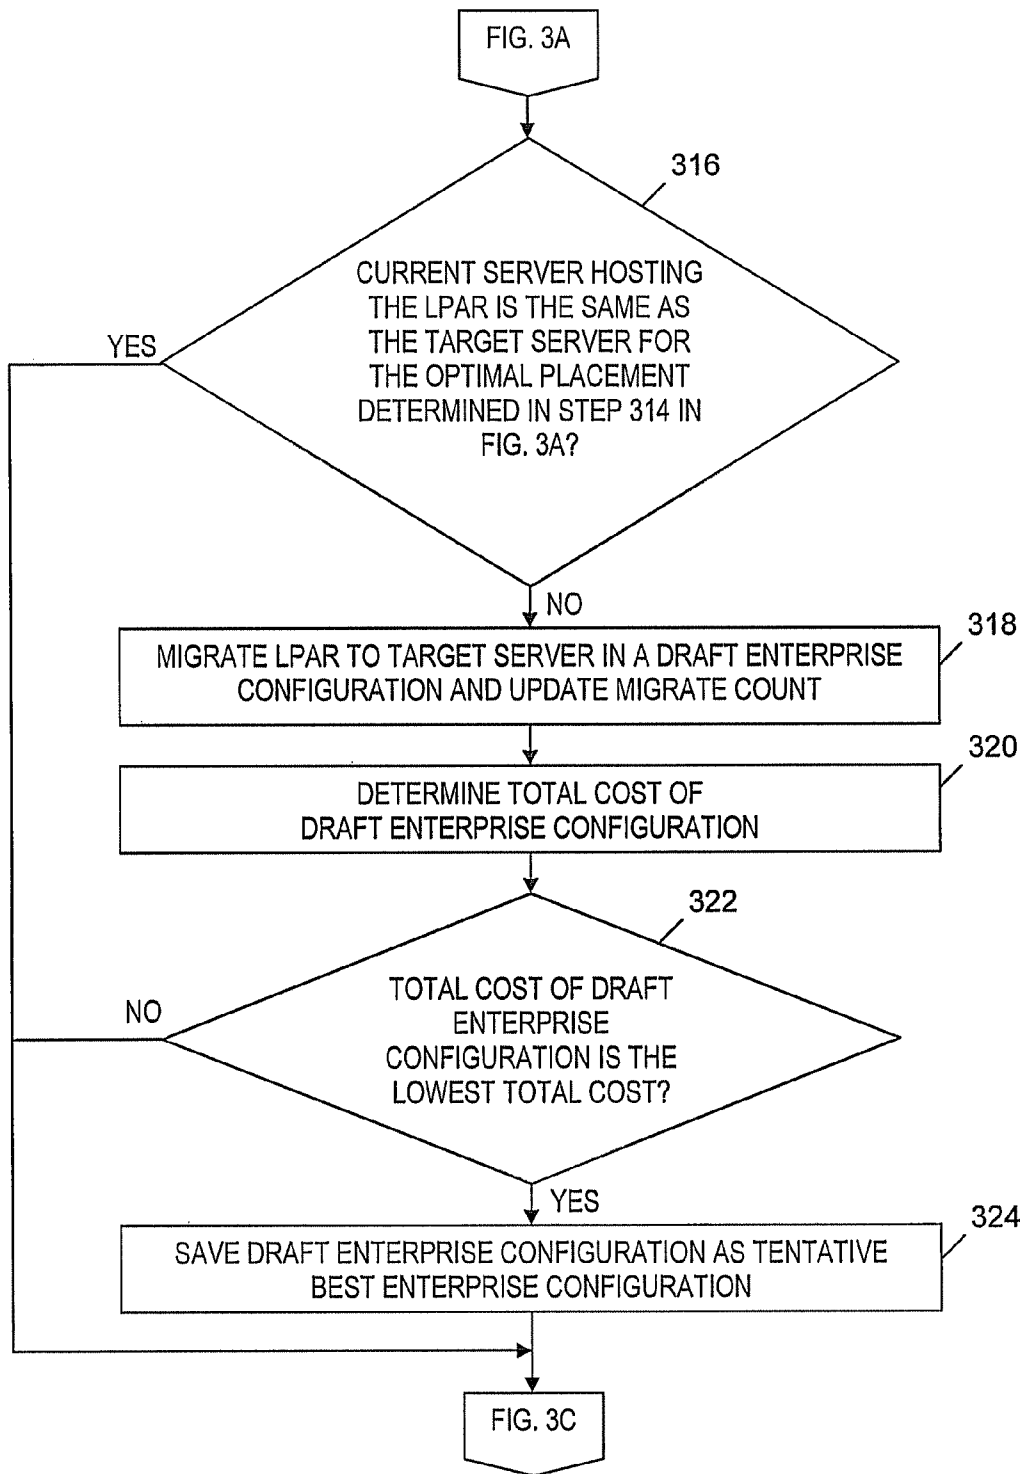 FIG. 3A
316
CURRENT SERVER HOSTING
THE LPAR IS THE SAME AS
THE TARGET SERVER FOR
THE OPTIMAL PLACEMENT
DETERMINED IN STEP 314 IN
FIG. 3A?
YES
NO
318
MIGRATE LPAR TO TARGET SERVER IN A DRAFT ENTERPRISE
CONFIGURATION AND UPDATE MIGRATE COUNT
320
DETERMINE TOTAL COST OF
DRAFT ENTERPRISE CONFIGURATION
322
TOTAL COST OF DRAFT
ENTERPRISE
CONFIGURATION IS THE
LOWEST TOTAL COST?
NO
YES
324
SAVE DRAFT ENTERPRISE CONFIGURATION AS TENTATIVE
BEST ENTERPRISE CONFIGURATION
FIG. 3C